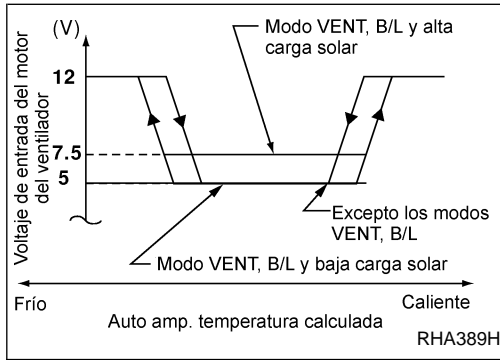 (V)
Modo VENT, B/L y alta
carga solar
Voltaje de entrada del motor
del ventilador
12
7.5
5
Excepto los modos
VENT, B/L
Modo VENT, B/L y baja carga solar
Frío
Caliente
Auto amp. temperatura calculada
RHA389H